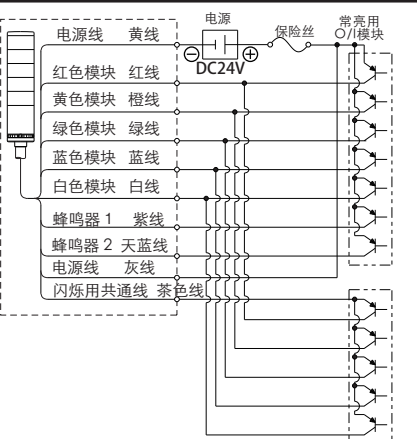 电源
保险丝
常亮用
O/I模块
DC24V
电源线 黄线
红色模块 红线
黄色模块 橙线
绿色模块 绿线
蓝色模块 蓝线
白色模块 白线
蜂鸣器1 紫线
蜂鸣器2 天蓝线
电源线 灰线
闪烁用共通线 茶色线